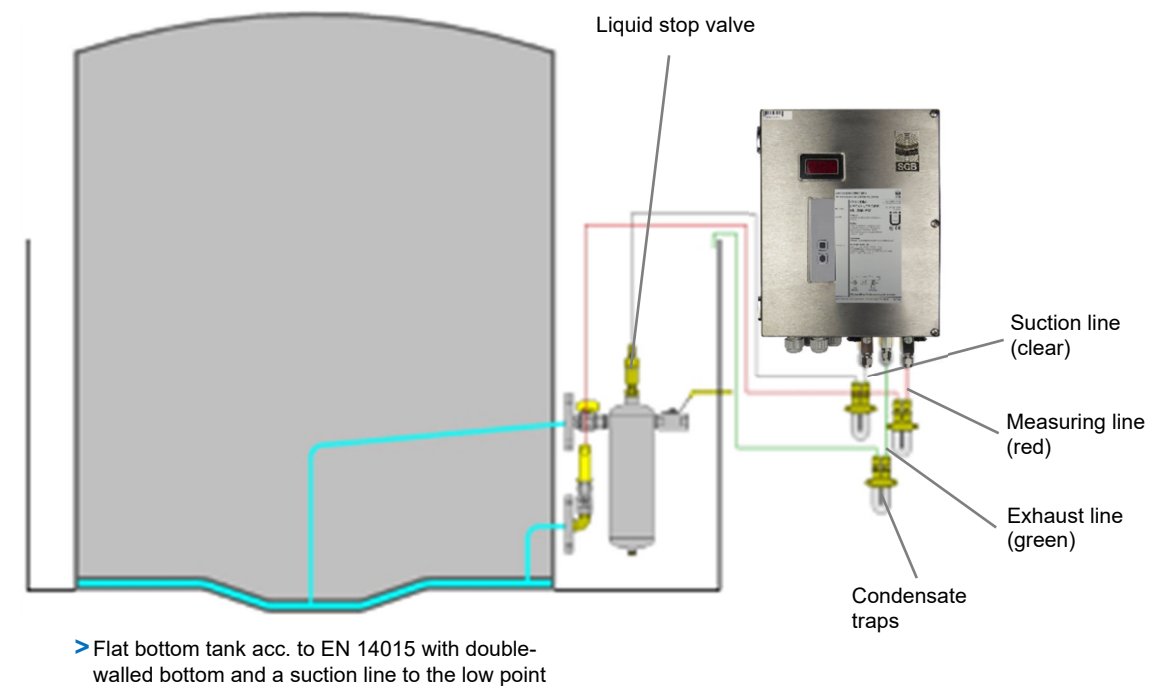 Liquid stop valve
SGB
Suction line
(clear)
Measuring line
(red)
Exhaust line
(green)
Condensate
traps
> Flat bottom tank acc. to EN 14015 with double-
walled bottom and a suction line to the low point